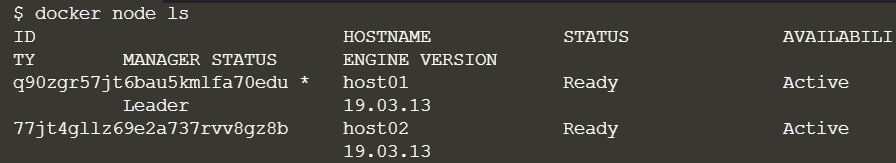 $ docker node ls
ID HOSTNAME STATUS AVAILABILI
TY MANAGER STATUS ENGINE VERSION
q90zgr57jt6bau5kmlfa70edu * host01 Ready Active
Leader 19.03.13
77jt4gllz69e2a737rvv8gz8b host02 Ready Active
19.03.13